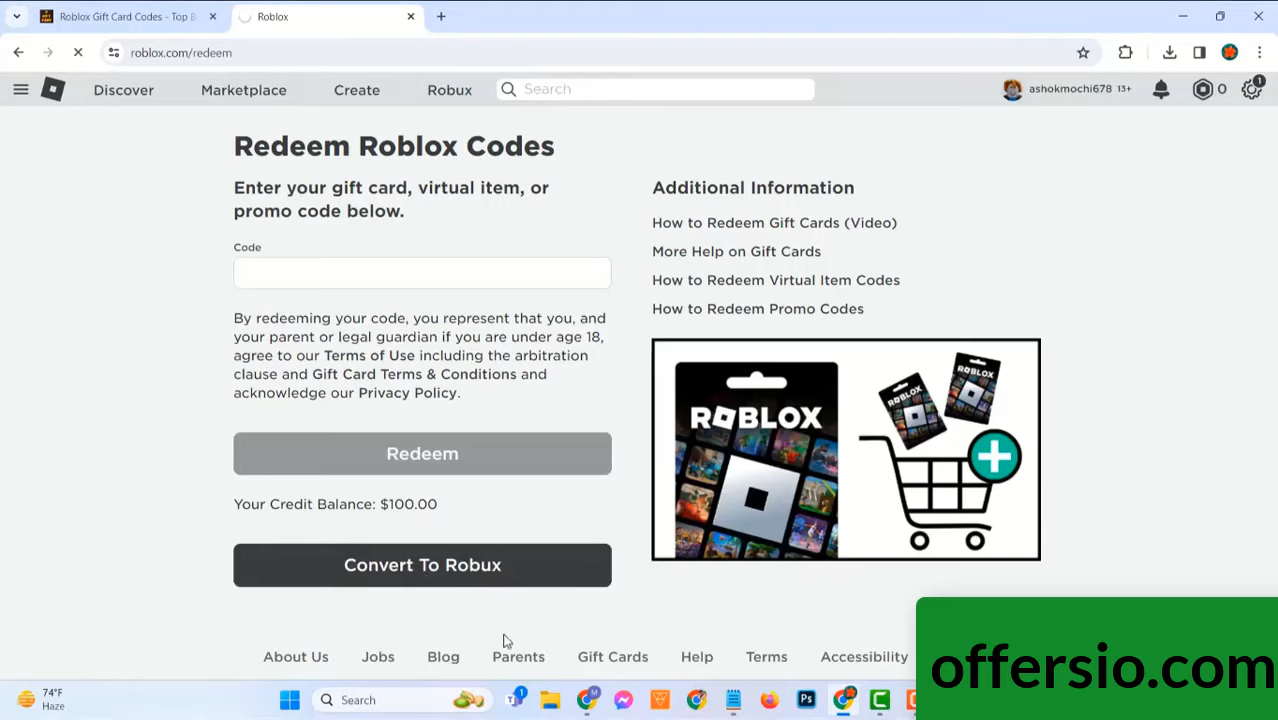 Roblox Gift Card Codes - Top
Roblox
roblox.com/redeem
Discover
Marketplace
Create
Robux
Search
ashokmochi678 13+
0
1
Redeem Roblox Codes
Enter your gift card, virtual item, or
promo code below.
Code
By redeeming your code, you represent that you, and
your parent or legal guardian if you are under age 18,
agree to our Terms of Use including the arbitration
clause and Gift Card Terms & Conditions and
acknowledge our Privacy Policy.
Redeem
Your Credit Balance: $100.00
Convert To Robux
Additional Information
How to Redeem Gift Cards (Video)
More Help on Gift Cards
How to Redeem Virtual Item Codes
How to Redeem Promo Codes
ROBLOX
ROBLOX
ROBLOX
About Us
Jobs
Blog
Parents
Gift Cards
Help
Terms
Accessibility
offersio.com
74°F
Haze
Search
1
M
Ps